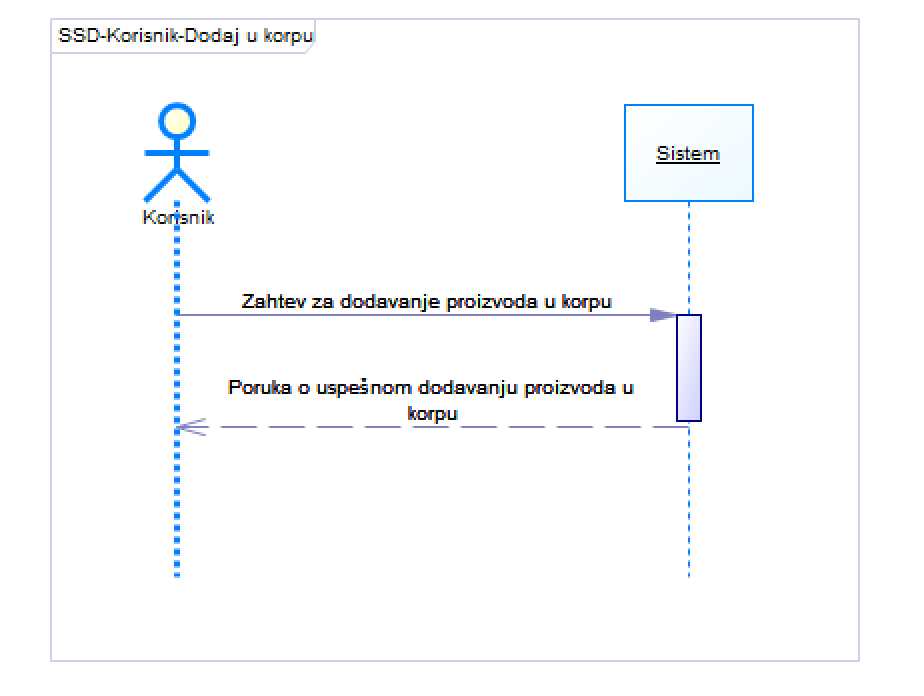 SSD-Korisnik-Dodaj u korpu
Korisnik
Sistem
Zahtev za dodavanje proizvoda u korpu
Poruka o uspešnom dodavanju proizvoda u
korpu